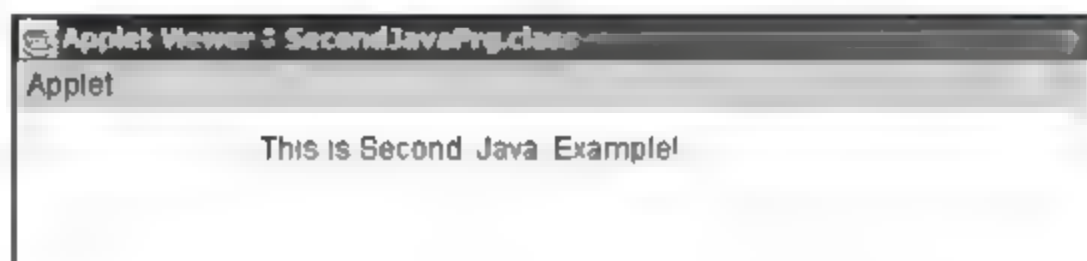 Applet Viewer : SecondJavaPrg.class
Applet
This is Second Java Example!